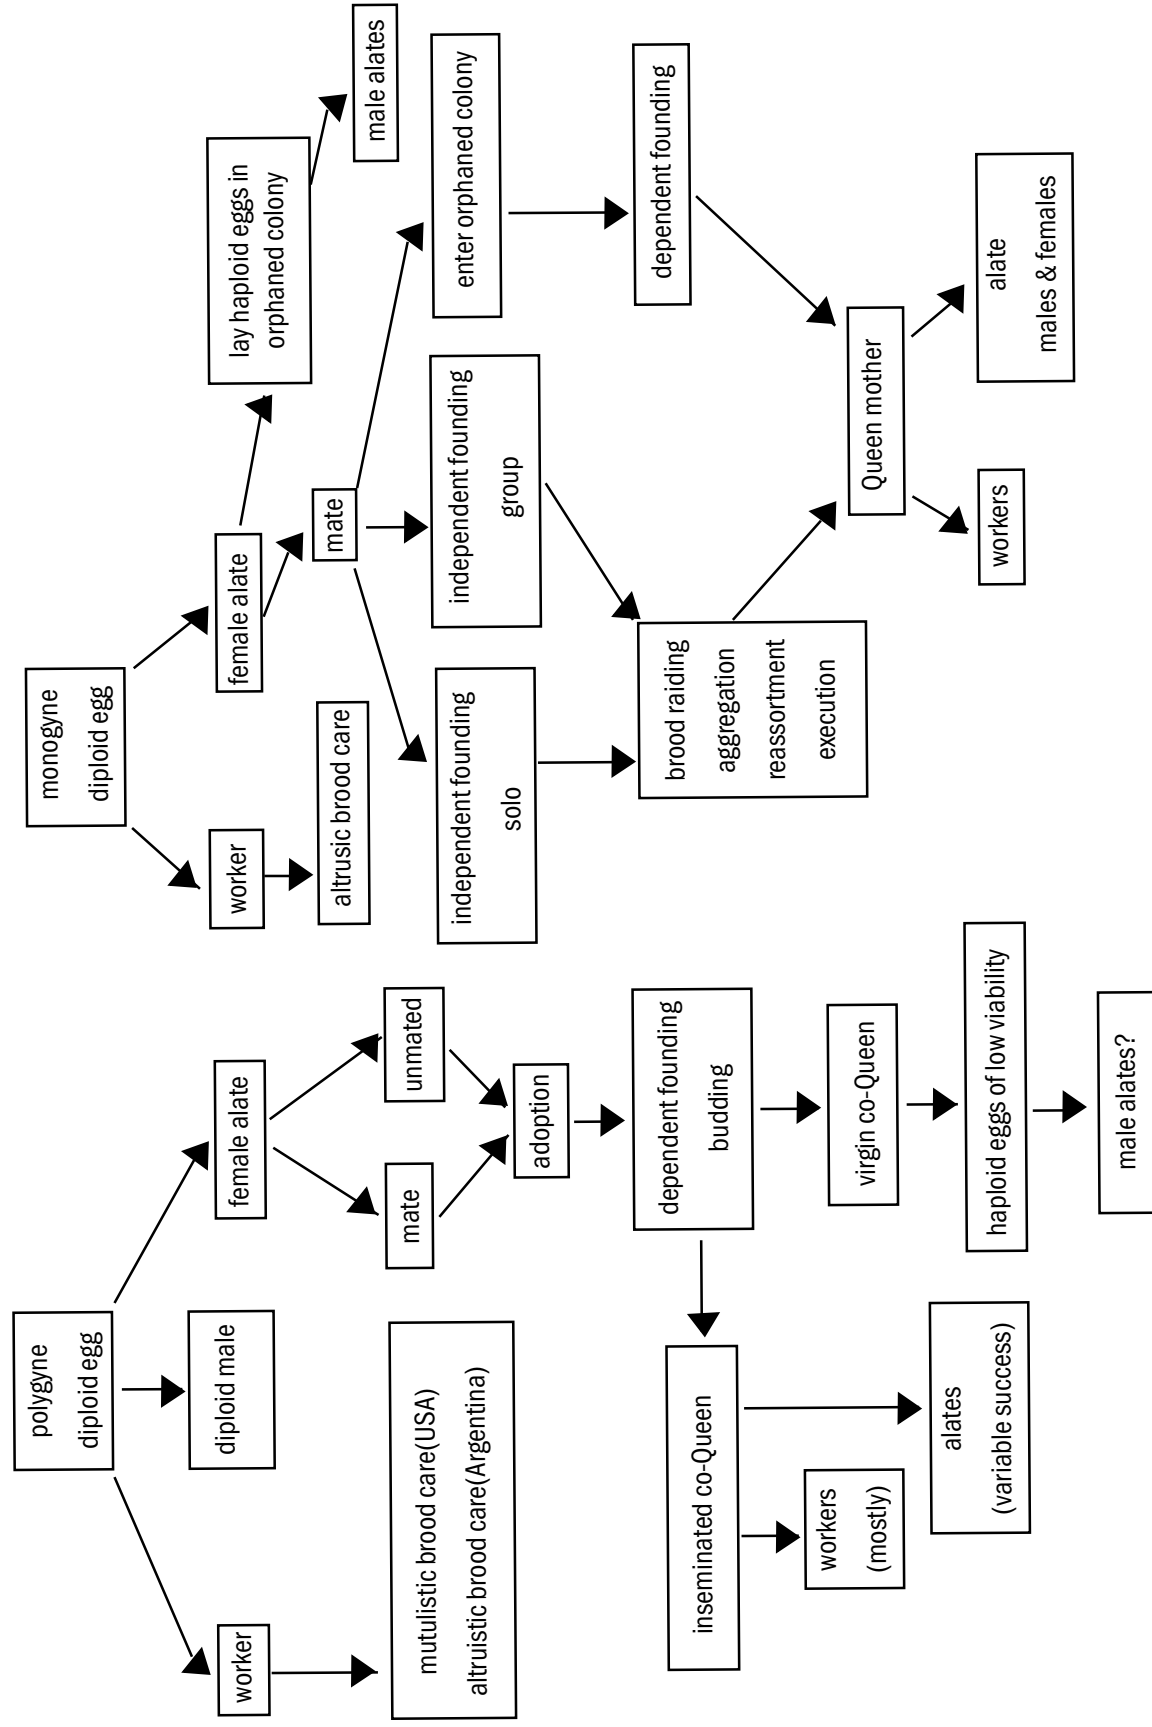 polygyne
diploid egg
worker
diploid male
female alate
mutulistic brood care(USA)
altruistic brood care(Argentina)
mate
unmated
adoption
dependent founding
budding
inseminated co-Queen
virgin co-Queen
workers
(mostly)
alates
(variable success)
haploid eggs of low viability
male alates?
monogyne
diploid egg
worker
female alate
altrusic brood care
lay haploid eggs in
orphaned colony
mate
male alates
independent founding
solo
independent founding
group
enter orphaned colony
brood raiding
aggregation
reassortment
execution
dependent founding
Queen mother
workers
alate
males & females